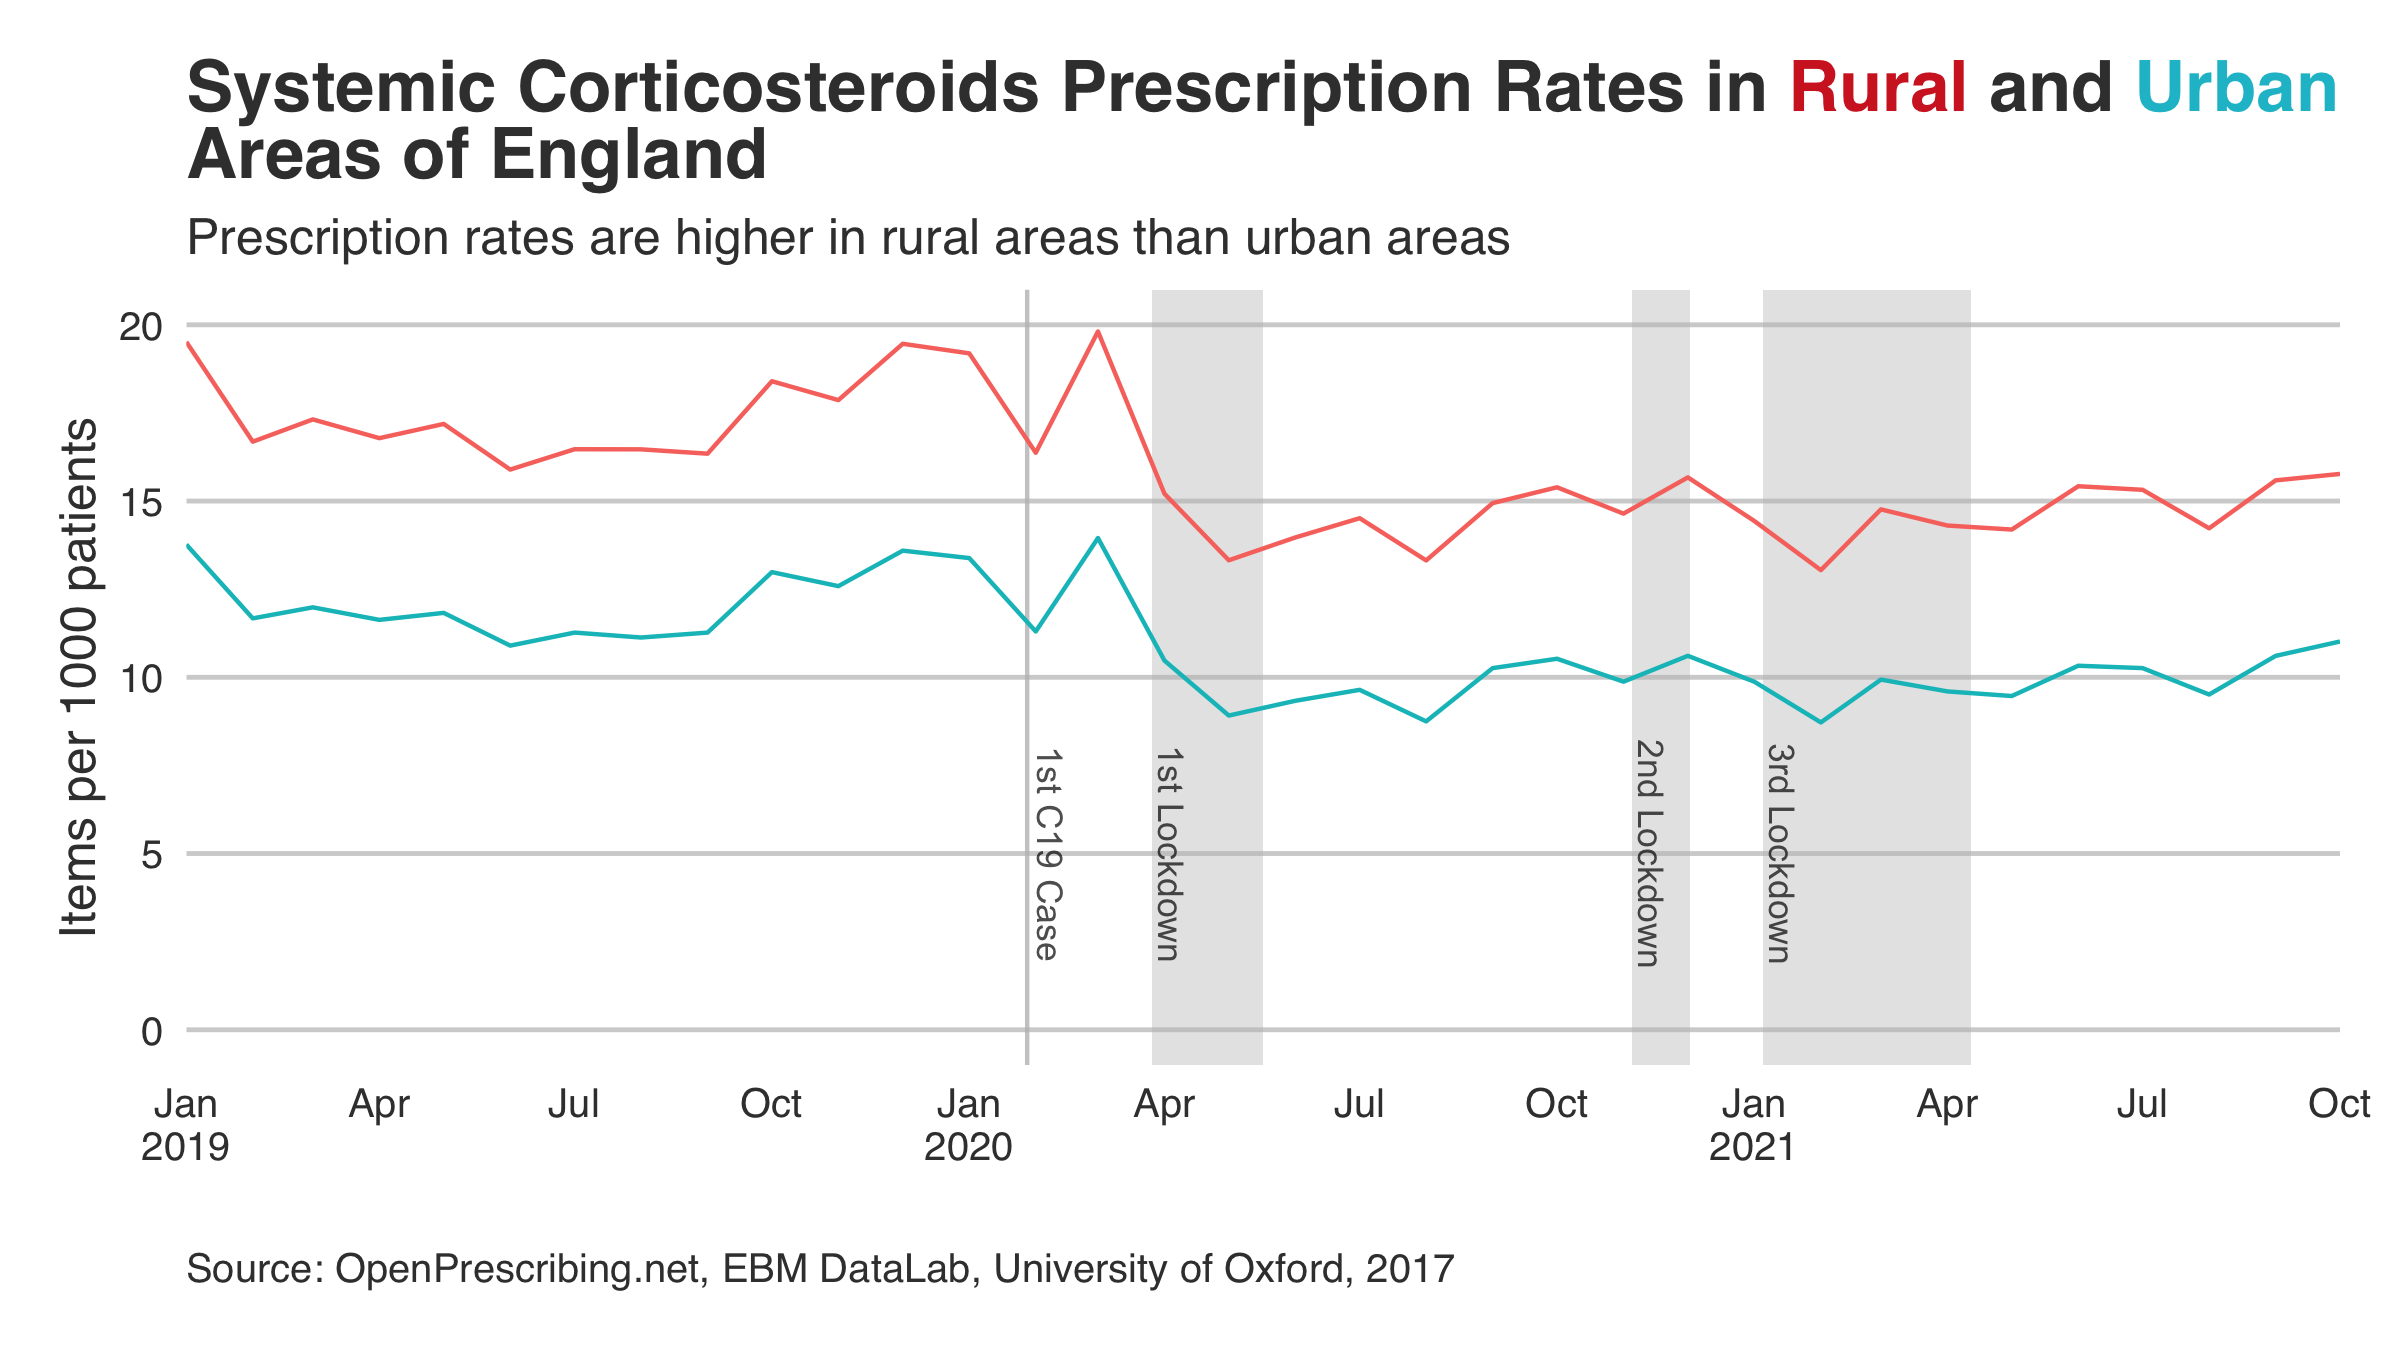 Systemic Corticosteroids Prescription Rates in Rural and Urban
Areas of England
Prescription rates are higher in rural areas than urban areas
Items per 1000 patients
20
15
10
5
0
1st C19 Case
1st Lockdown
2nd Lockdown
3rd Lockdown
Jan Apr Jul Oct Jan Apr Jul Oct Jan Apr Jul Oct
2019 2020 2021
Source: OpenPrescribing.net, EBM DataLab, University of Oxford, 2017